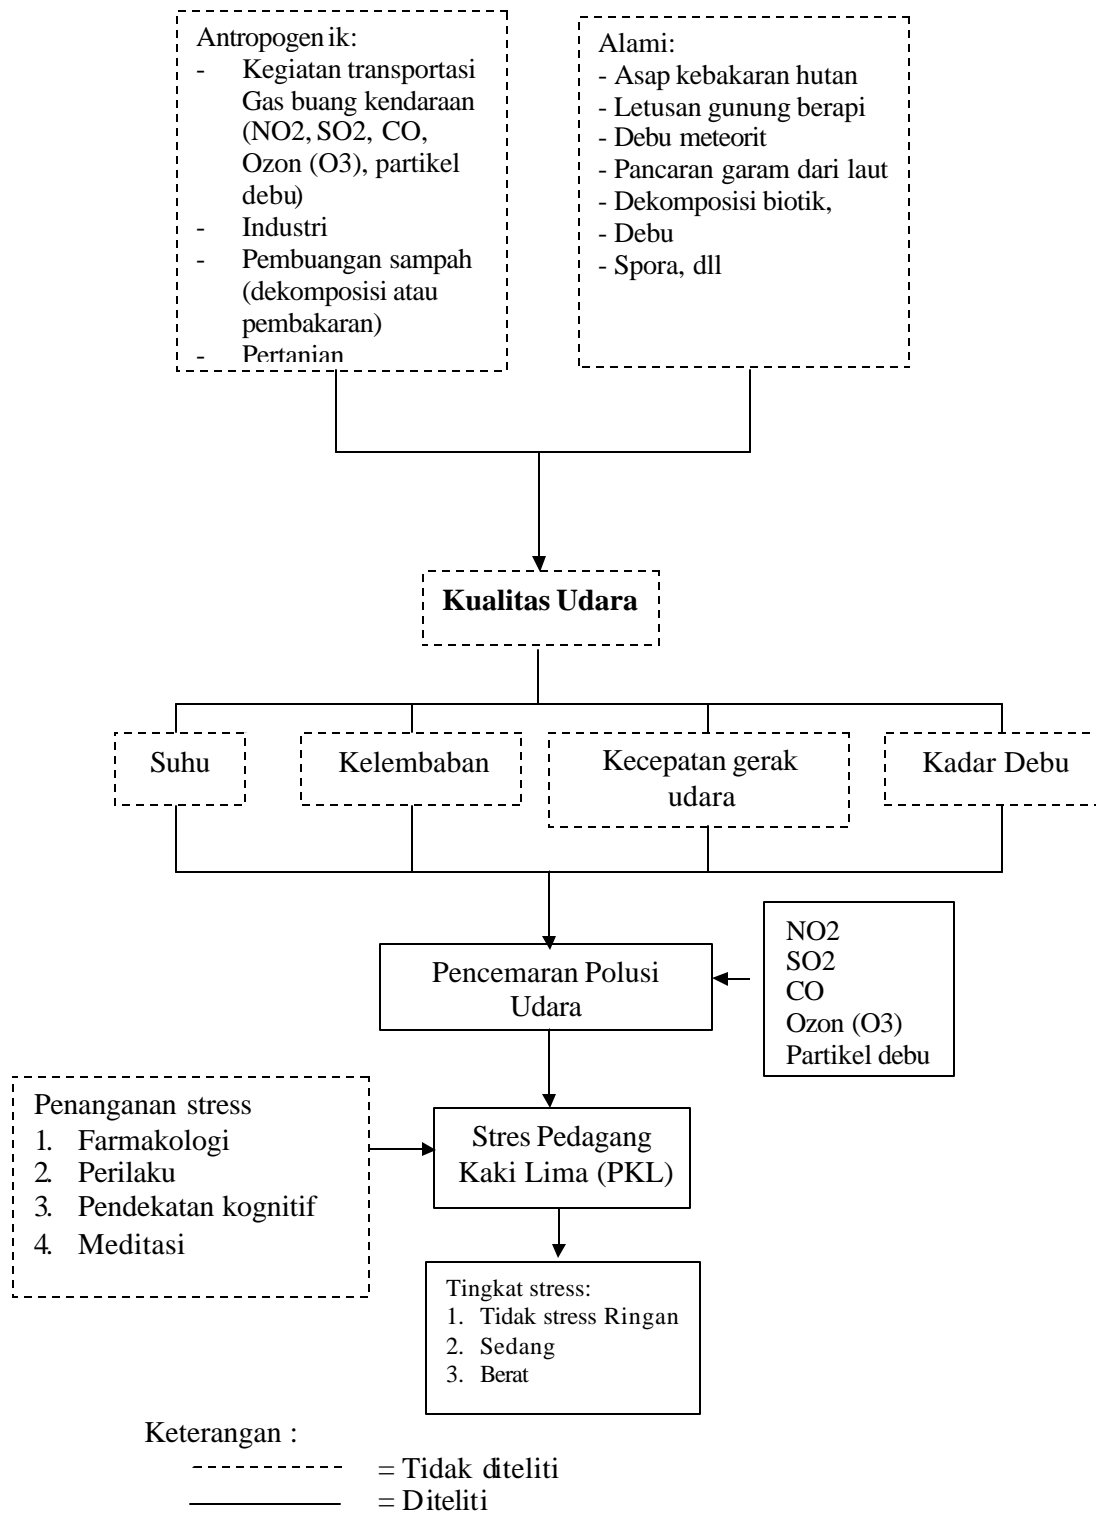 Antropogenik:
- Kegiatan transportasi
Gas buang kendaraan
(NO2, SO2, CO,
Ozon (O3), partikel
debu)
- Industri
- Pembuangan sampah
(dekomposisi atau
pembakaran)
- Pertanian
Alami:
- Asap kebakaran hutan
- Letusan gunung berapi
- Debu meteorit
- Pancaran garam dari laut
- Dekomposisi biotik,
- Debu
- Spora, dll
Kualitas Udara
Suhu
Kelembaban
Kecepatan gerak
udara
Kadar Debu
Pencemaran Polusi
Udara
NO2
SO2
CO
Ozon (O3)
Partikel debu
Penanganan stress
1. Farmakologi
2. Perilaku
3. Pendekatan kognitif
4. Meditasi
Stres Pedagang
Kaki Lima (PKL)
Tingkat stress:
1. Tidak stress Ringan
2. Sedang
3. Berat
Keterangan :
= Tidak diteliti
= Diteliti